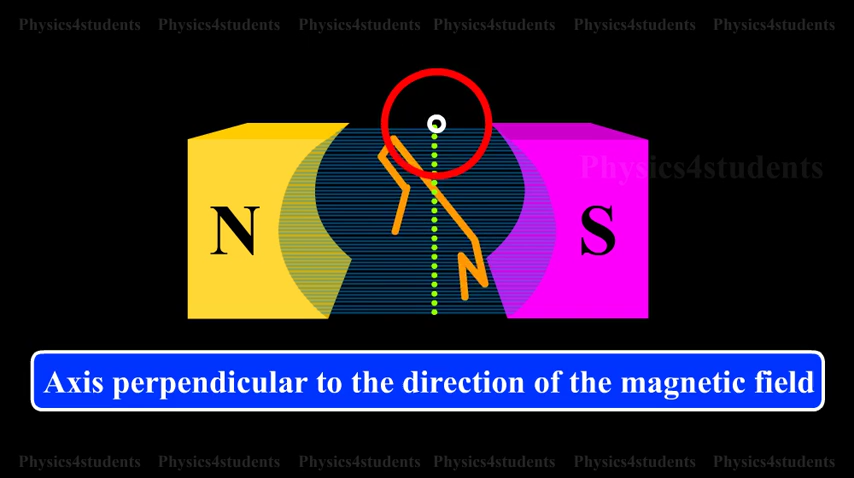 Physics4students Physics4students Physics4students Physics4students Physics4students Physics4students
Physics4students
N S
Axis perpendicular to the direction of the magnetic field
Physics4students Physics4students Physics4students Physics4students Physics4students Physics4students